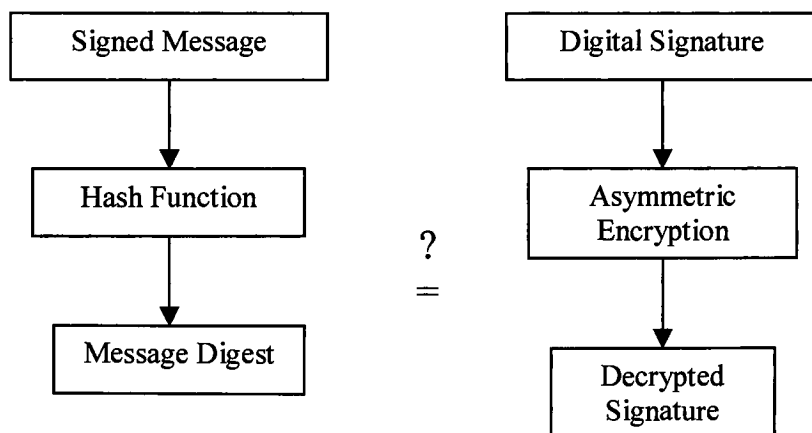 Signed Message
Hash Function
Message Digest
?
=
Digital Signature
Asymmetric
Encryption
Decrypted
Signature